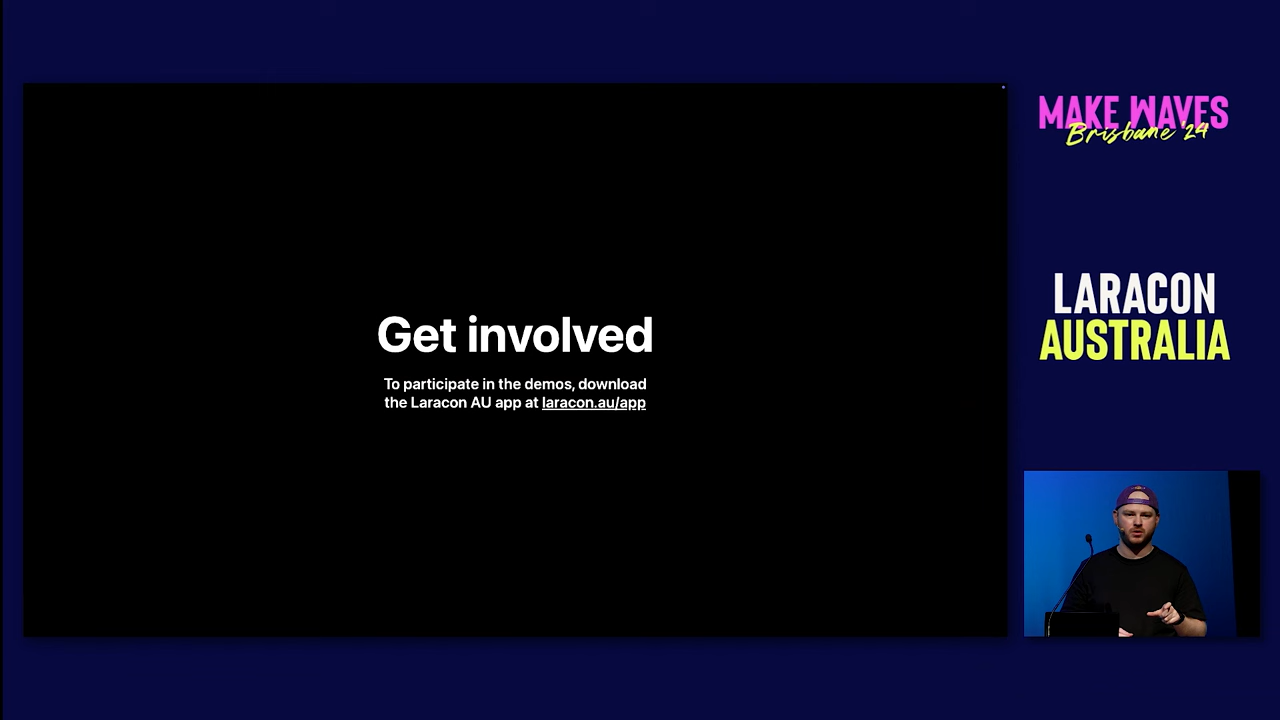 Get involved
To participate in the demos, download
the Laracon AU app at laracon.au/app
MAKE WAVES
Brisbane '24
LARACON
AUSTRALIA